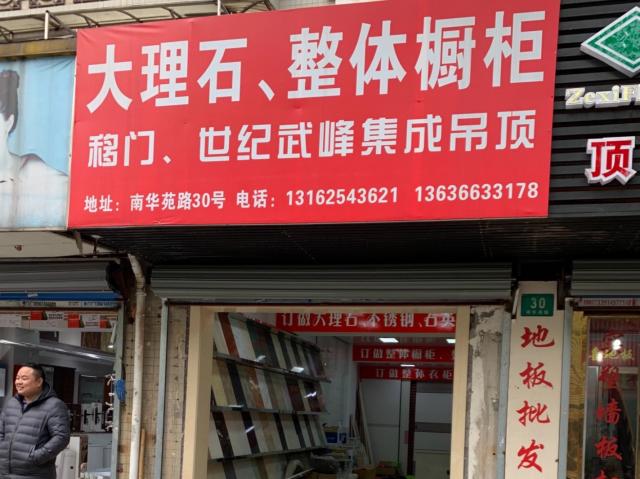 大理石、整体橱柜
移门、世纪武峰集成吊顶
地址：南华苑路30号 电话：13162543621 13636633178
ZexiF
顶
30
订做大理石、不锈钢、石英
订做整体橱柜、
订做整体衣柜
地板批发
墙板